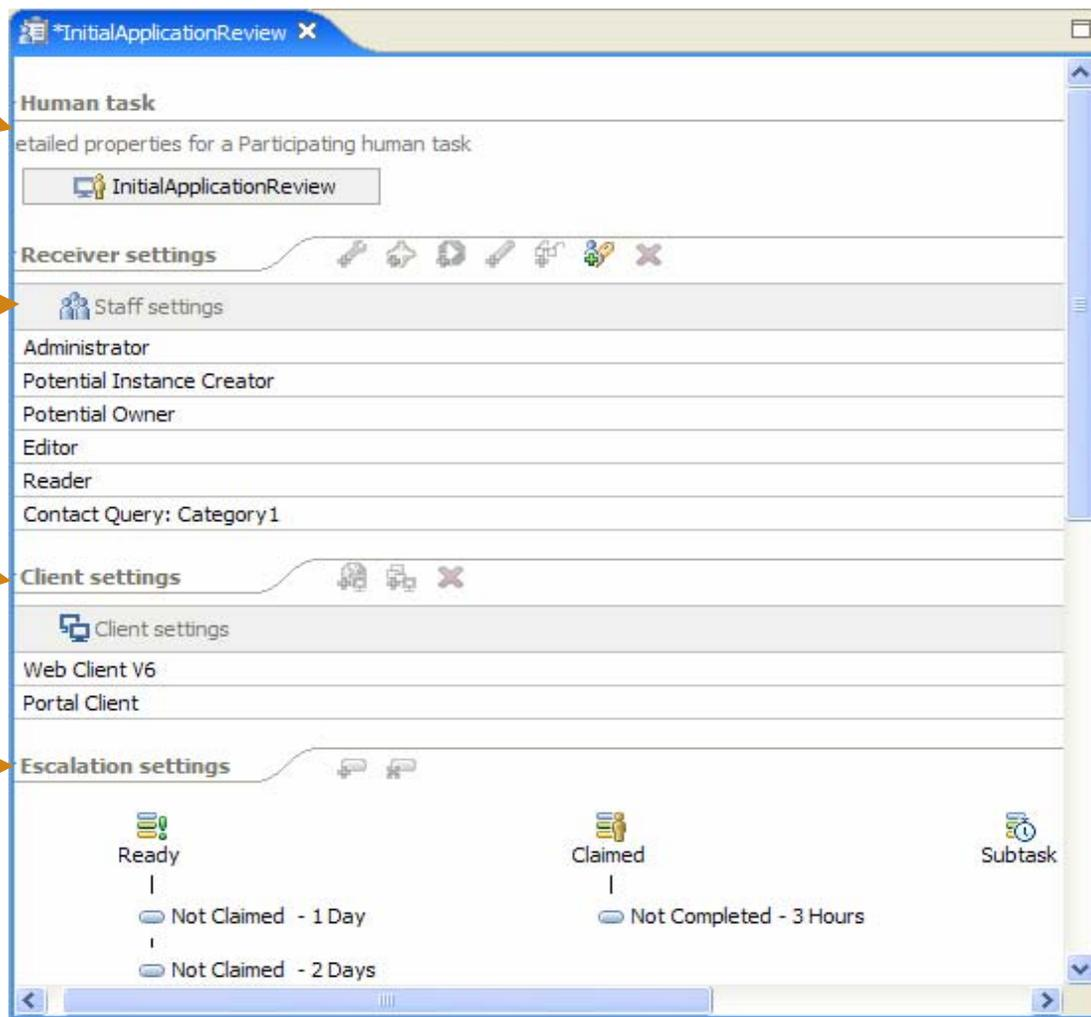 *InitialApplicationReview
Human task
etailed properties for a Participating human task
InitialApplicationReview
Receiver settings
Staff settings
Administrator
Potential Instance Creator
Potential Owner
Editor
Reader
Contact Query: Category1
Client settings
Client settings
Web Client V6
Portal Client
Escalation settings
Ready Claimed Subtask
Not Claimed - 1 Day Not Completed - 3 Hours
Not Claimed - 2 Days